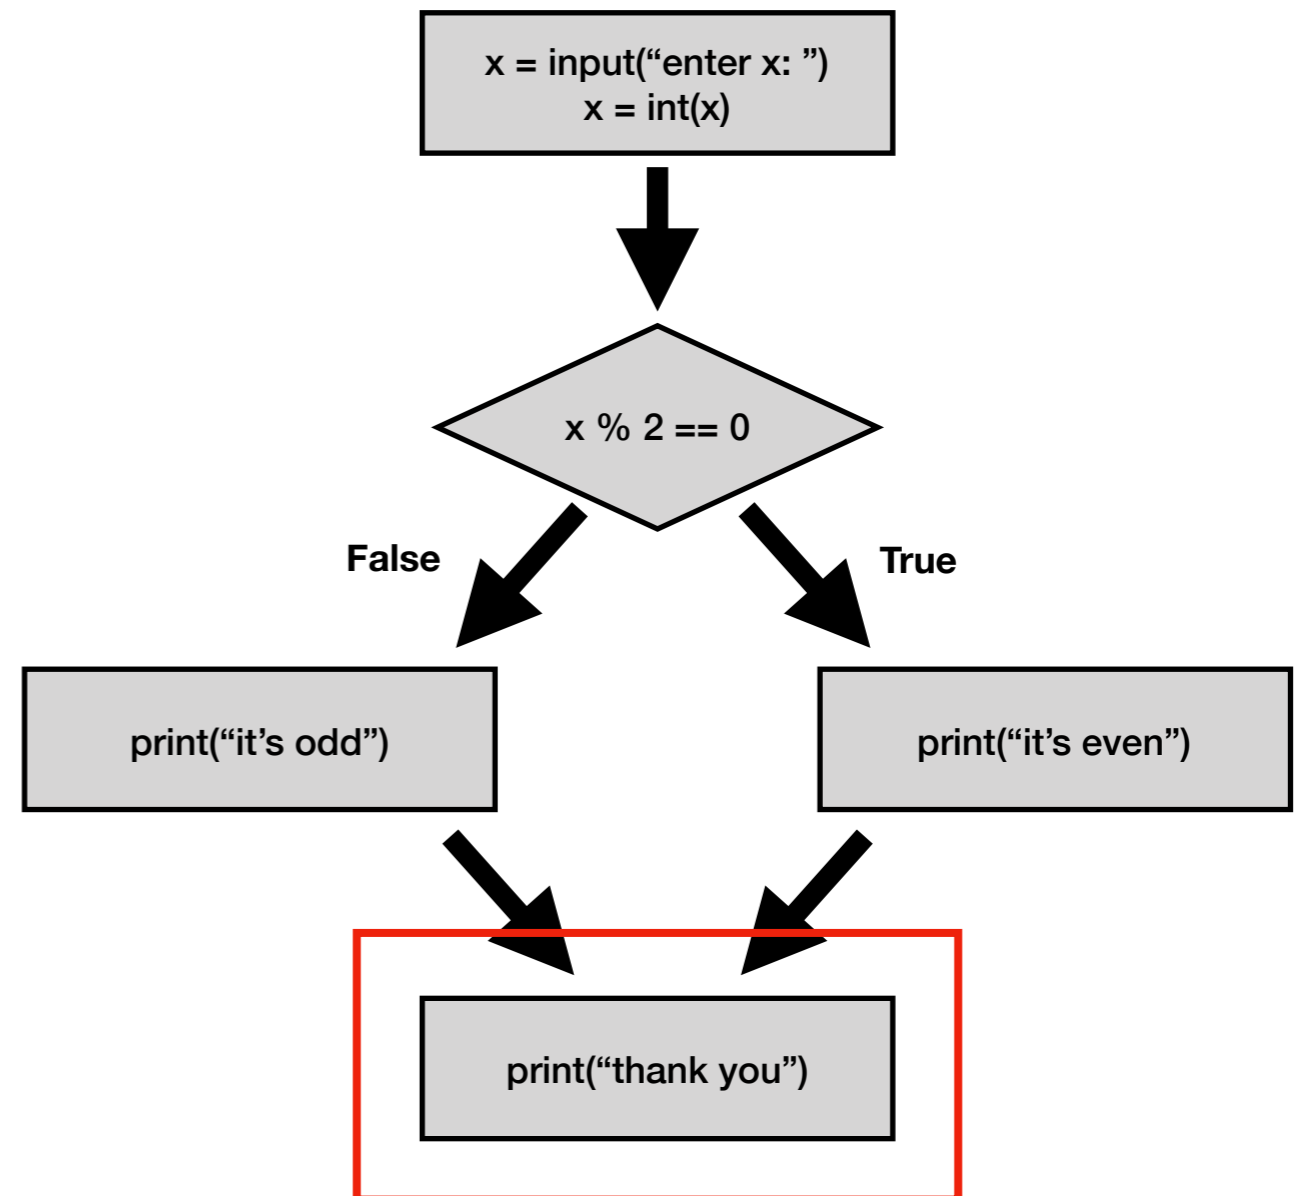 x = input(“enter x: ”)
x = int(x)
x % 2 == 0
False
True
print(“it’s odd”)
print(“it’s even”)
print(“thank you”)